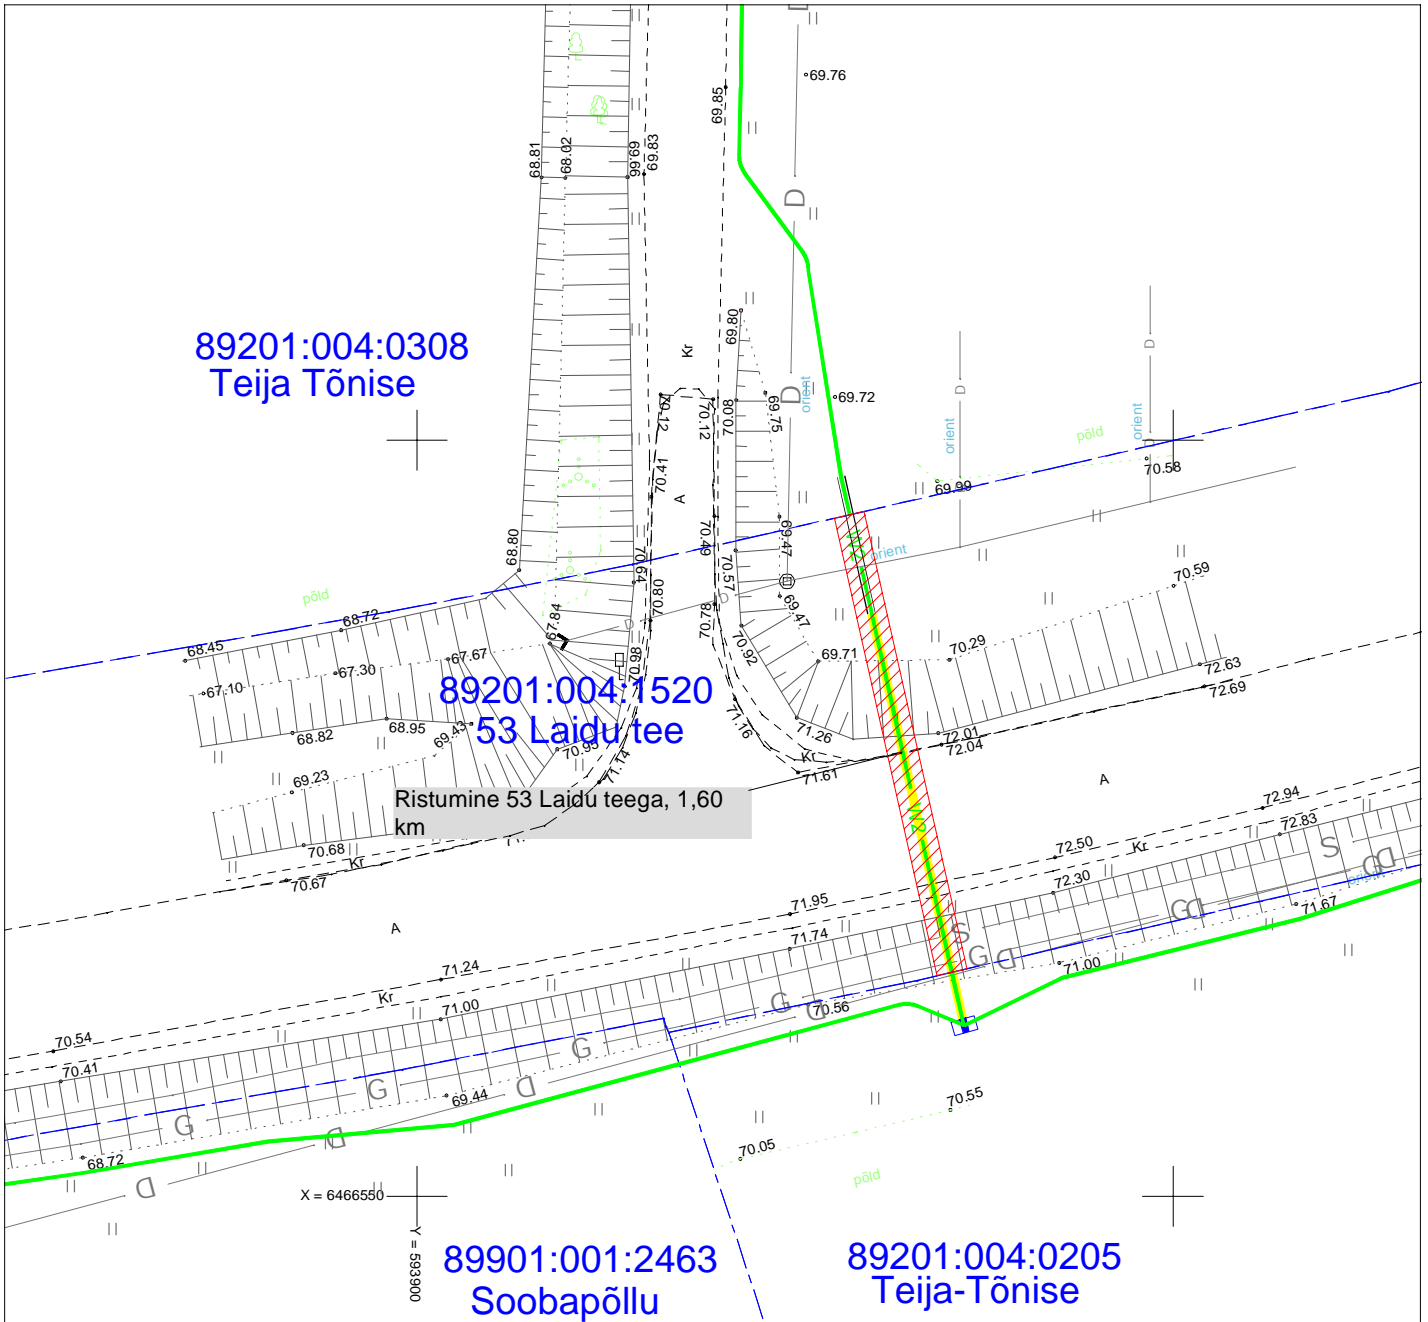 D
69.76
69.85
68.81
68.02
69.69
69.83
D
89201:004:0308
Teija Tõnise
69.80
Kr
D
D
orient
69.72
70.12
70.12
70.08
69.75
orient
põld
orient
D
70.58
70.41
A
69.99
70.49
69.47
W2
orient
68.80
70.64
70.57
70.59
põld
70.80
D
D
69.47
68.72
67.84
70.78
70.92
70.29
68.45
67.30
67.67
70.98
69.71
72.63
67.10
89201:004:1520
72.69
53 Laidu tee
68.95
69.43
68.82
70.95
71.16
71.26
72.01
72.04
71.14
Kr
71.61
A
69.23
Ristumine 53 Laidu teega, 1,60
km
W2
72.94
72.83
70.68
Kr
72.50
Kr
S
70.67
72.30
orient
D
71.95
G
D
71.67
A
S
71.74
G
D
71.24
71.00
Kr
71.00
G
D
70.56
70.54
G
70.41
G
D
69.44
70.55
G
D
70.05
68.72
põld
D
X = 6466550
Y = 593900
89901:001:2463
Soobapõllu
89201:004:0205
Teija-Tõnise